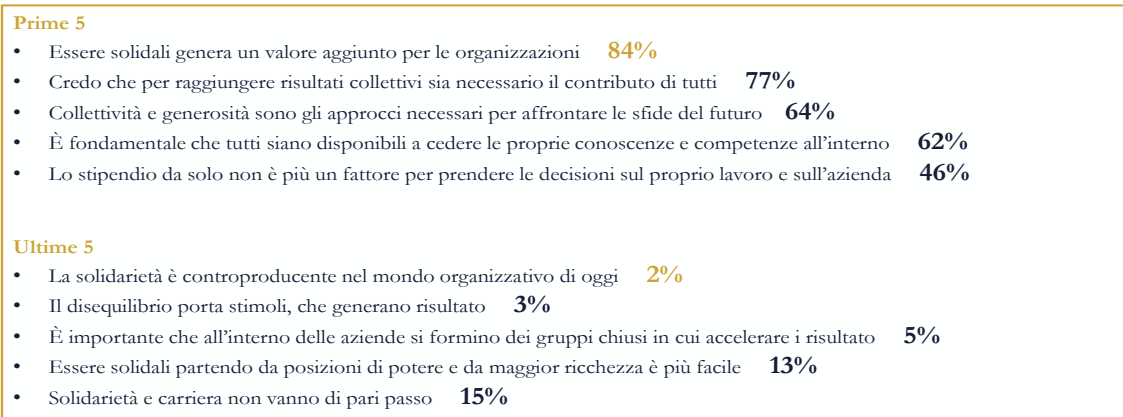 Prime 5
• Essere solidali genera un valore aggiunto per le organizzazioni 84%
• Credo che per raggiungere risultati collettivi sia necessario il contributo di tutti 77%
• Collettività e generosità sono gli approcci necessari per affrontare le sfide del futuro 64%
• È fondamentale che tutti siano disponibili a cedere le proprie conoscenze e competenze all’interno 62%
• Lo stipendio da solo non è più un fattore per prendere le decisioni sul proprio lavoro e sull’azienda 46%
Ultime 5
• La solidarietà è controproducente nel mondo organizzativo di oggi 2%
• Il disequilibrio porta stimoli, che generano risultato 3%
• È importante che all’interno delle aziende si formino dei gruppi chiusi in cui accelerare i risultato 5%
• Essere solidali partendo da posizioni di potere e da maggior ricchezza è più facile 13%
• Solidarietà e carriera non vanno di pari passo 15%